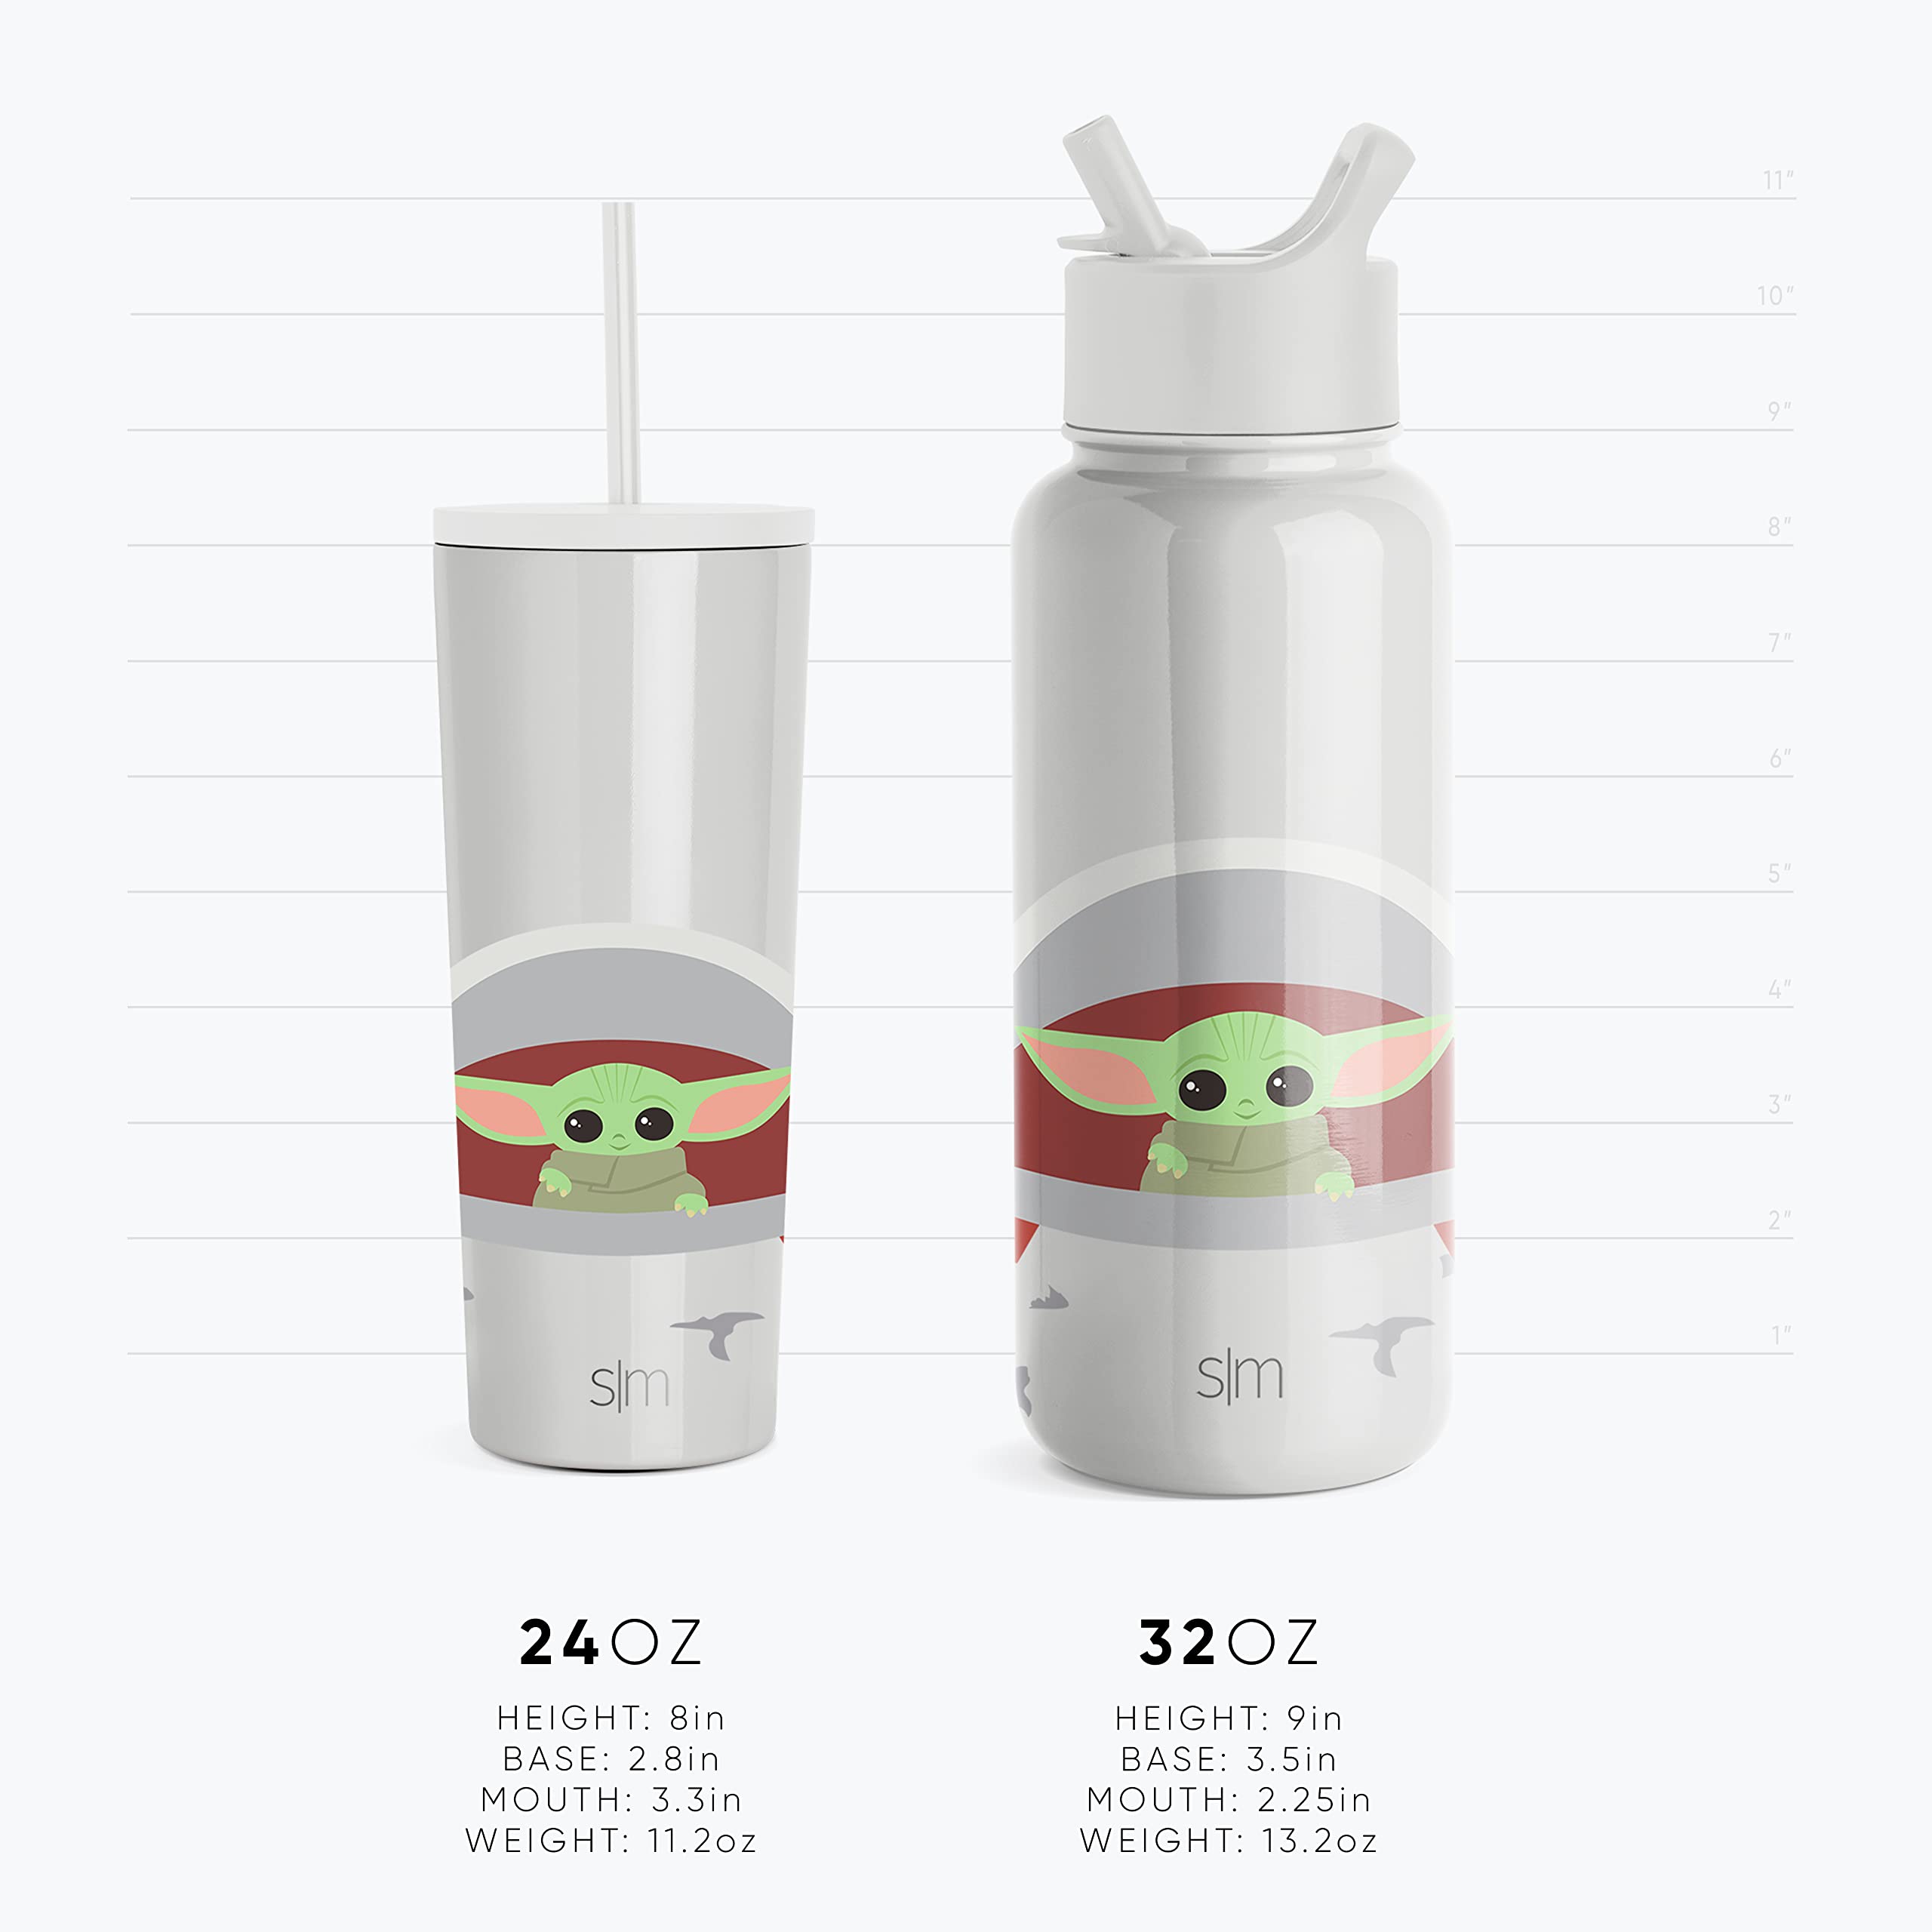 11"
10"
9"
8"
7"
6"
5"
4"
3"
2"
1"
s|m
s|m
24OZ
HEIGHT: 8in
BASE: 2.8in
MOUTH: 3.3in
WEIGHT: 11.2oz
32OZ
HEIGHT: 9in
BASE: 3.5in
MOUTH: 2.25in
WEIGHT: 13.2oz